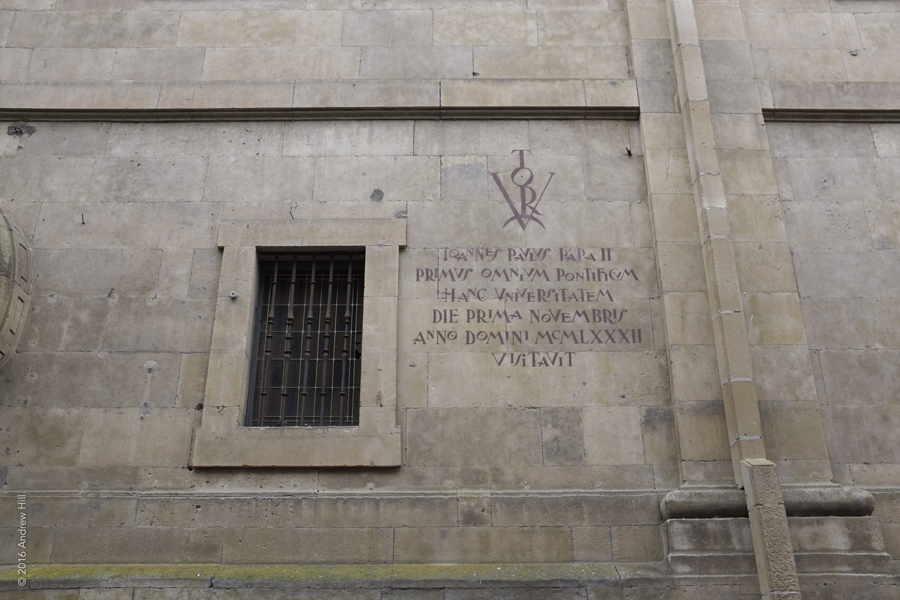 TORV
IOANNES PAVLVS PAPA II
PRIMVS OMNIVM PONTIFICVM
HANC VNIVERSITATEM
DIE PRIMA NOVEMBRIS
ANNO DOMINI MCMLXXXII
VISITAVIT
© 2016 Andrew Hill